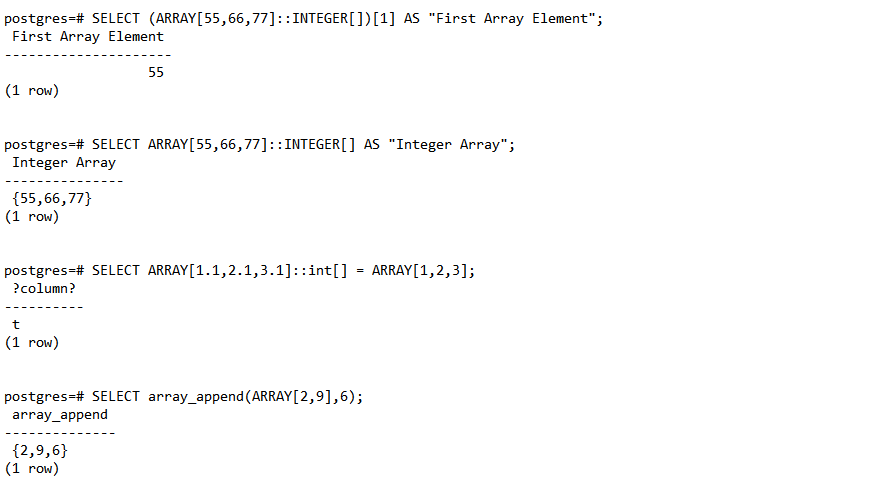 postgres=# SELECT (ARRAY[55,66,77]::INTEGER[])[1] AS "First Array Element";
 First Array Element
---------------------
                  55
(1 row)
postgres=# SELECT ARRAY[55,66,77]::INTEGER[] AS "Integer Array";
 Integer Array
---------------
 {55,66,77}
(1 row)
postgres=# SELECT ARRAY[1.1,2.1,3.1]::int[] = ARRAY[1,2,3];
 ?column?
----------
 t
(1 row)
postgres=# SELECT array_append(ARRAY[2,9],6);
 array_append
--------------
 {2,9,6}
(1 row)